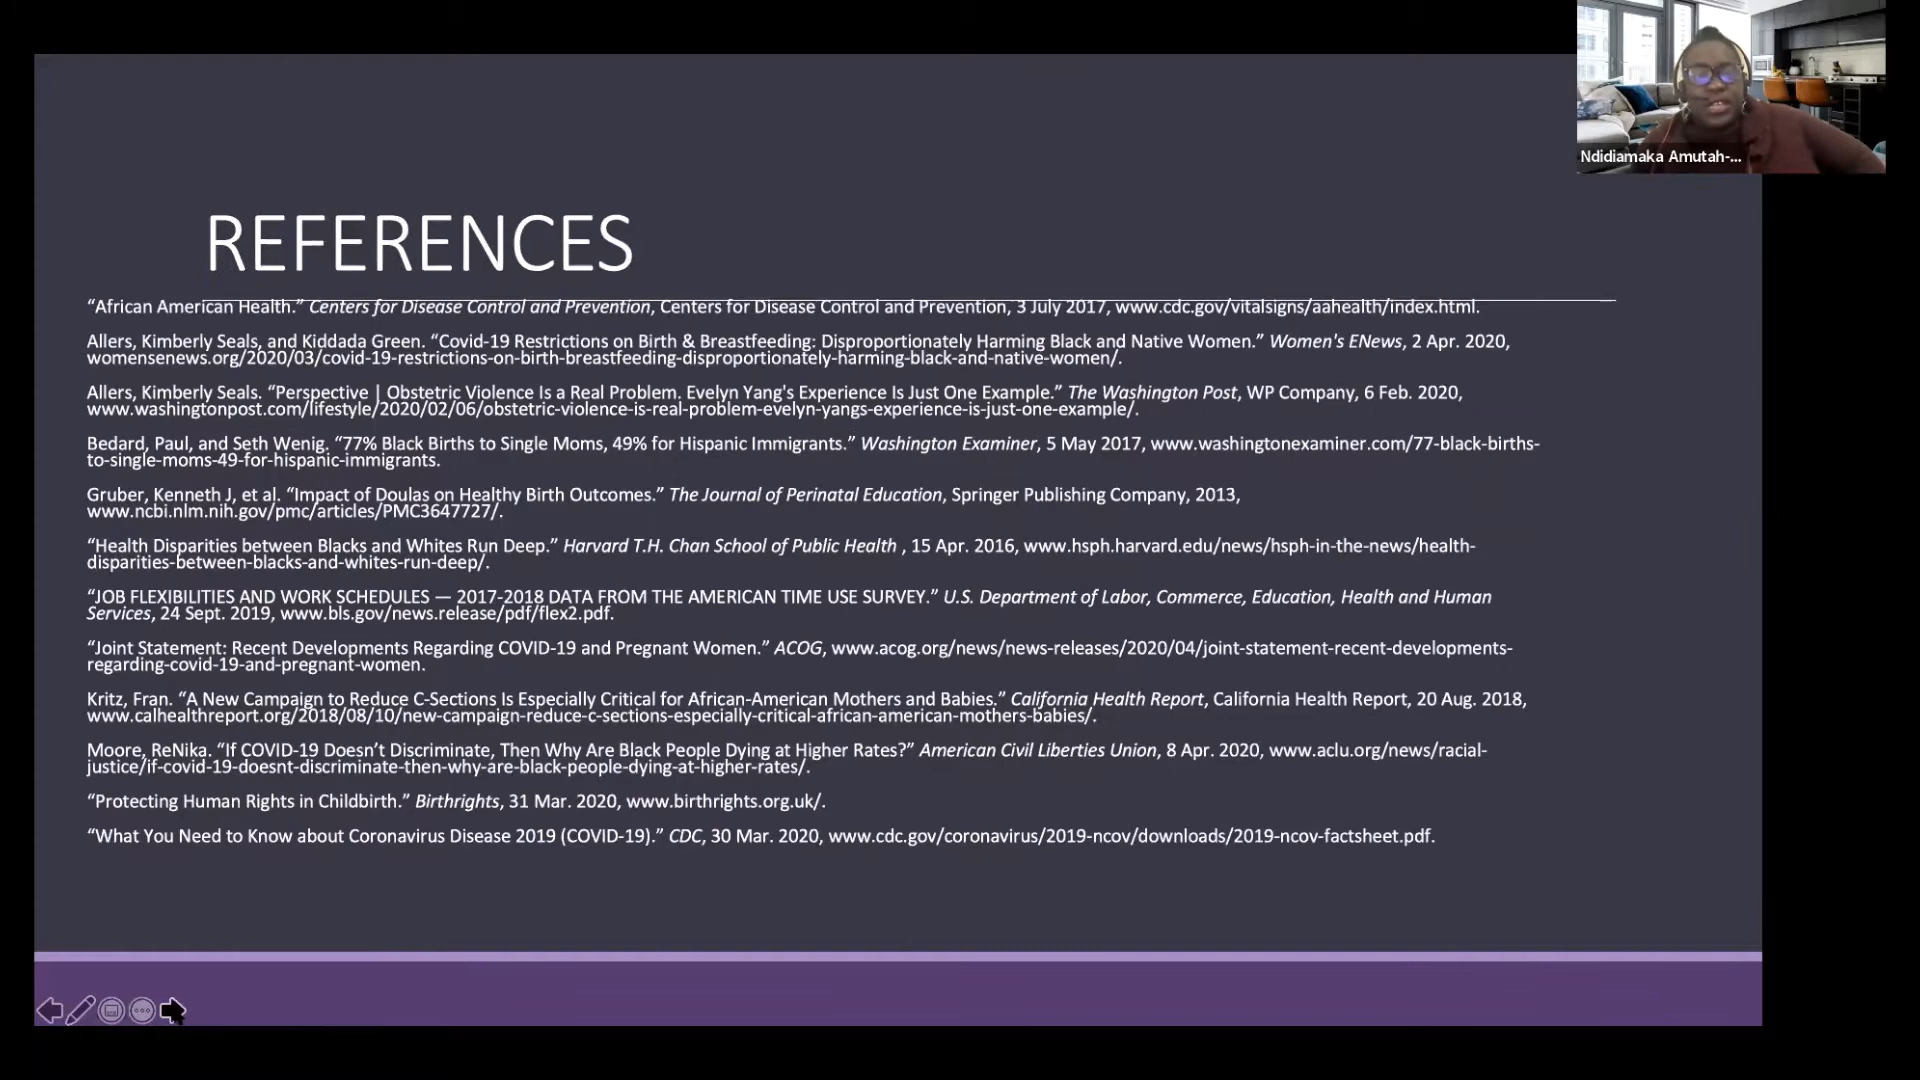 Ndidiamaka Amutah-...
REFERENCES
“African American Health.” Centers for Disease Control and Prevention, Centers for Disease Control and Prevention, 3 July 2017, www.cdc.gov/vitalsigns/aahealth/index.html.
Allers, Kimberly Seals, and Kiddada Green. “Covid-19 Restrictions on Birth & Breastfeeding: Disproportionately Harming Black and Native Women.” Women's ENews, 2 Apr. 2020,
womensenews.org/2020/03/covid-19-restrictions-on-birth-breastfeeding-disproportionately-harming-black-and-native-women/.
Allers, Kimberly Seals. “Perspective | Obstetric Violence Is a Real Problem. Evelyn Yang's Experience Is Just One Example.” The Washington Post, WP Company, 6 Feb. 2020,
www.washingtonpost.com/lifestyle/2020/02/06/obstetric-violence-is-real-problem-evelyn-yangs-experience-is-just-one-example/.
Bedard, Paul, and Seth Wenig. “77% Black Births to Single Moms, 49% for Hispanic Immigrants.” Washington Examiner, 5 May 2017, www.washingtonexaminer.com/77-black-births-
to-single-moms-49-for-hispanic-immigrants.
Gruber, Kenneth J, et al. “Impact of Doulas on Healthy Birth Outcomes.” The Journal of Perinatal Education, Springer Publishing Company, 2013,
www.ncbi.nlm.nih.gov/pmc/articles/PMC3647727/.
“Health Disparities between Blacks and Whites Run Deep.” Harvard T.H. Chan School of Public Health , 15 Apr. 2016, www.hsph.harvard.edu/news/hsph-in-the-news/health-
disparities-between-blacks-and-whites-run-deep/.
“JOB FLEXIBILITIES AND WORK SCHEDULES — 2017-2018 DATA FROM THE AMERICAN TIME USE SURVEY.” U.S. Department of Labor, Commerce, Education, Health and Human
Services, 24 Sept. 2019, www.bls.gov/news.release/pdf/flex2.pdf.
“Joint Statement: Recent Developments Regarding COVID-19 and Pregnant Women.” ACOG, www.acog.org/news/news-releases/2020/04/joint-statement-recent-developments-
regarding-covid-19-and-pregnant-women.
Kritz, Fran. “A New Campaign to Reduce C-Sections Is Especially Critical for African-American Mothers and Babies.” California Health Report, California Health Report, 20 Aug. 2018,
www.calhealthreport.org/2018/08/10/new-campaign-reduce-c-sections-especially-critical-african-american-mothers-babies/.
Moore, ReNika. “If COVID-19 Doesn’t Discriminate, Then Why Are Black People Dying at Higher Rates?” American Civil Liberties Union, 8 Apr. 2020, www.aclu.org/news/racial-
justice/if-covid-19-doesnt-discriminate-then-why-are-black-people-dying-at-higher-rates/.
“Protecting Human Rights in Childbirth.” Birthrights, 31 Mar. 2020, www.birthrights.org.uk/.
“What You Need to Know about Coronavirus Disease 2019 (COVID-19).” CDC, 30 Mar. 2020, www.cdc.gov/coronavirus/2019-ncov/downloads/2019-ncov-factsheet.pdf.